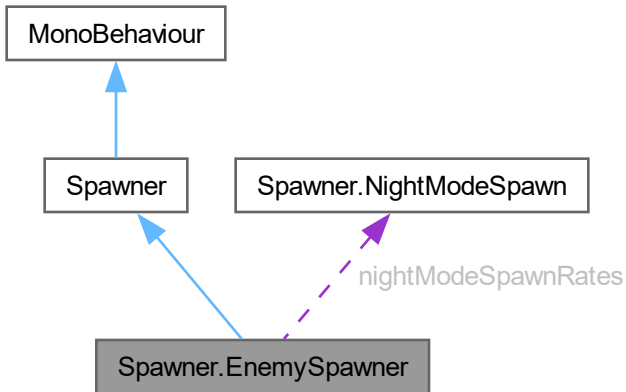 MonoBehaviour
Spawner
Spawner.NightModeSpawn
nightModeSpawnRates
Spawner.EnemySpawner